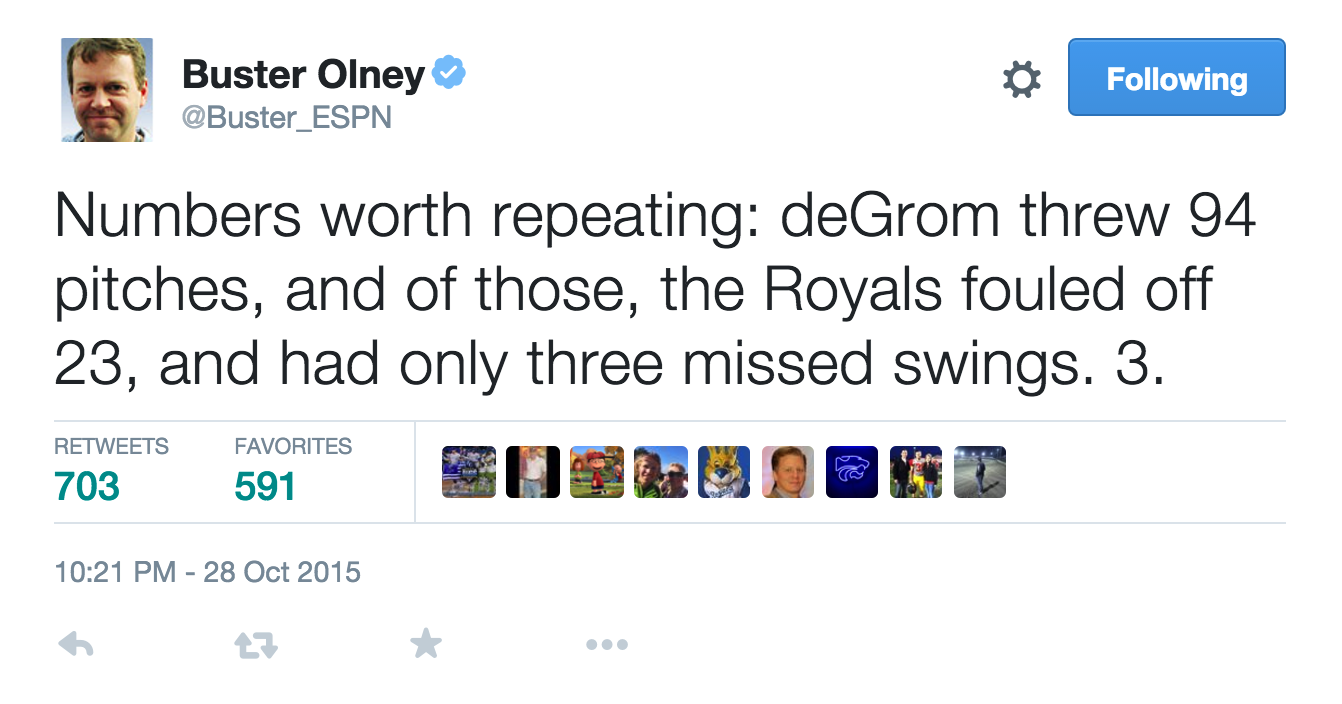 Buster Olney
@Buster_ESPN
Following
Numbers worth repeating: deGrom threw 94
pitches, and of those, the Royals fouled off
23, and had only three missed swings. 3.
RETWEETS FAVORITES
703 591
10:21 PM - 28 Oct 2015